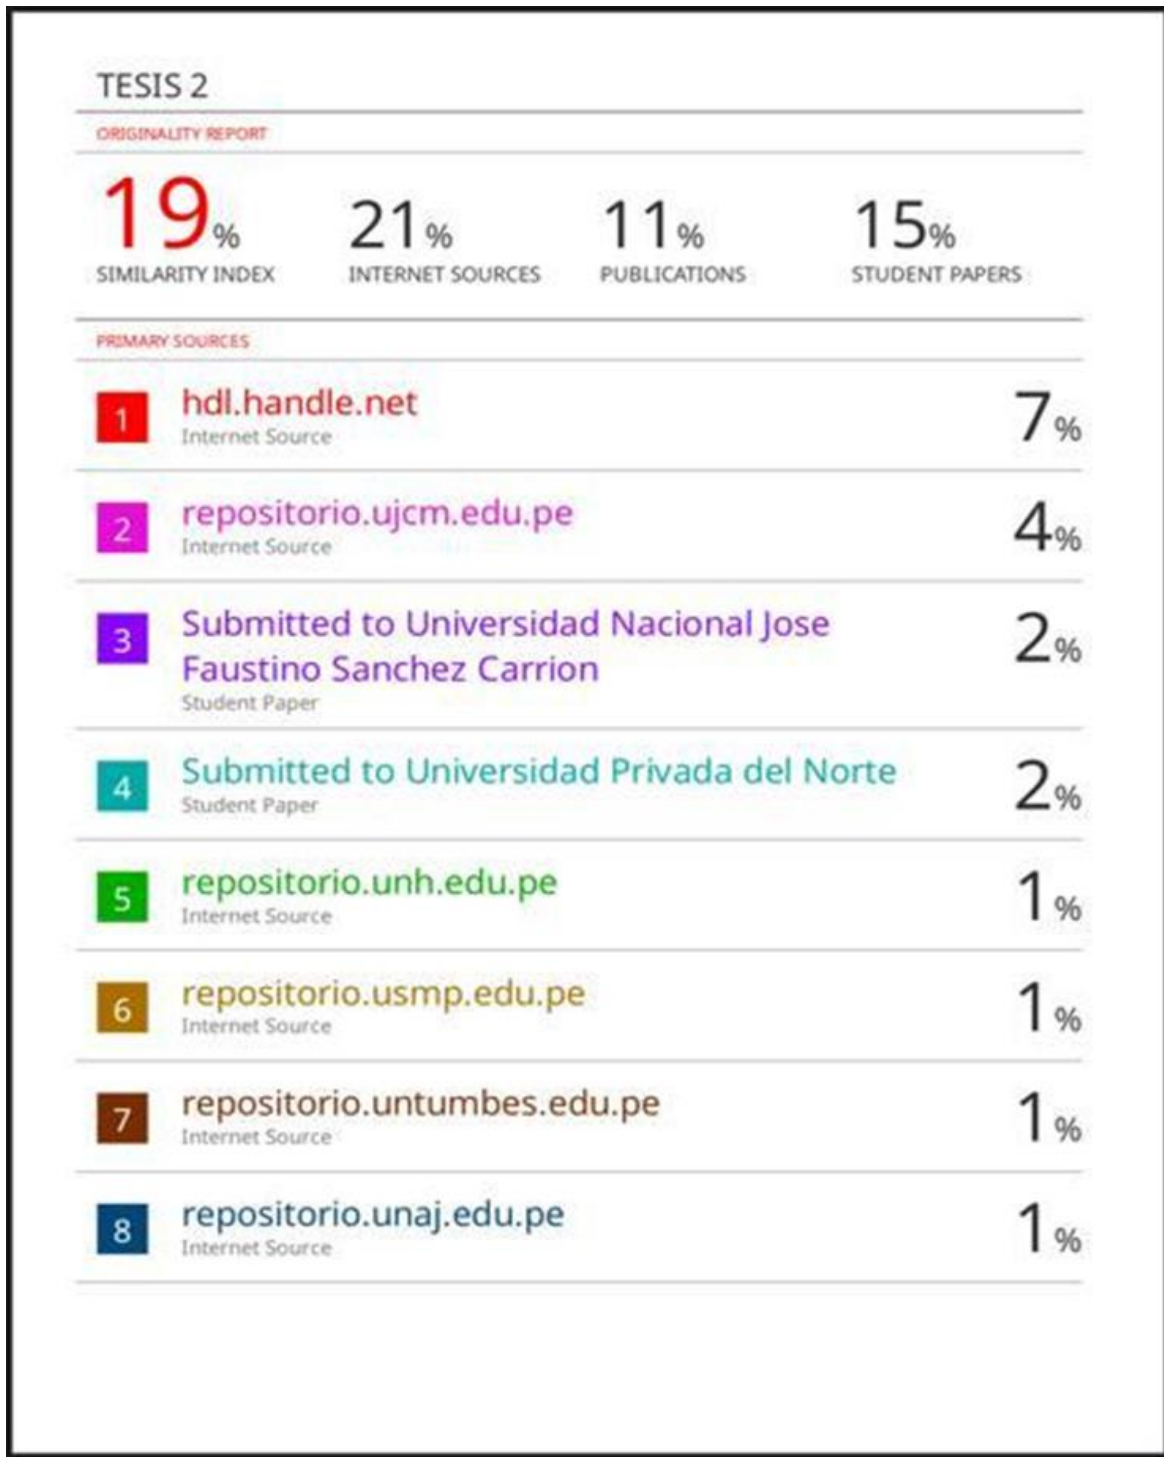 TESIS 2
ORIGINALITY REPORT
19% 21% 11% 15%
SIMILARITY INDEX INTERNET SOURCES PUBLICATIONS STUDENT PAPERS
PRIMARY SOURCES
1 hdl.handle.net 7%
Internet Source
2 repositorio.ujcm.edu.pe 4%
Internet Source
3 Submitted to Universidad Nacional Jose 2%
Faustino Sanchez Carrion
Student Paper
4 Submitted to Universidad Privada del Norte 2%
Student Paper
5 repositorio.unh.edu.pe 1%
Internet Source
6 repositorio.usmp.edu.pe 1%
Internet Source
7 repositorio.untumbes.edu.pe 1%
Internet Source
8 repositorio.unaj.edu.pe 1%
Internet Source